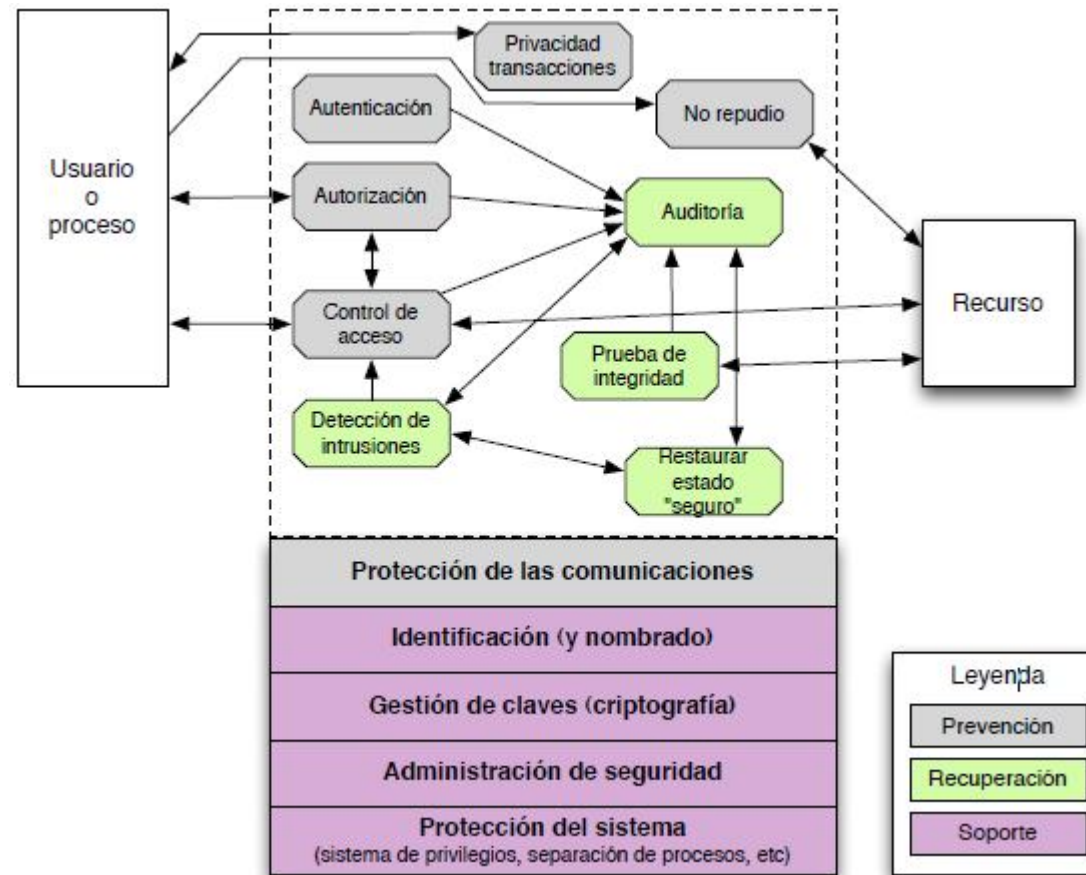 Privacidad
transacciones
Autenticación
No repudio
Usuario
o
proceso
Autorización
Auditoría
Recurso
Control de
acceso
Prueba de
integridad
Detección de
intrusiones
Restaurar
estado
"seguro"
Protección de las comunicaciones
Identificación (y nombrado)
Gestión de claves (criptografía)
Administración de seguridad
Protección del sistema
(sistema de privilegios, separación de procesos, etc)
Leyenda
Prevención
Recuperación
Soporte